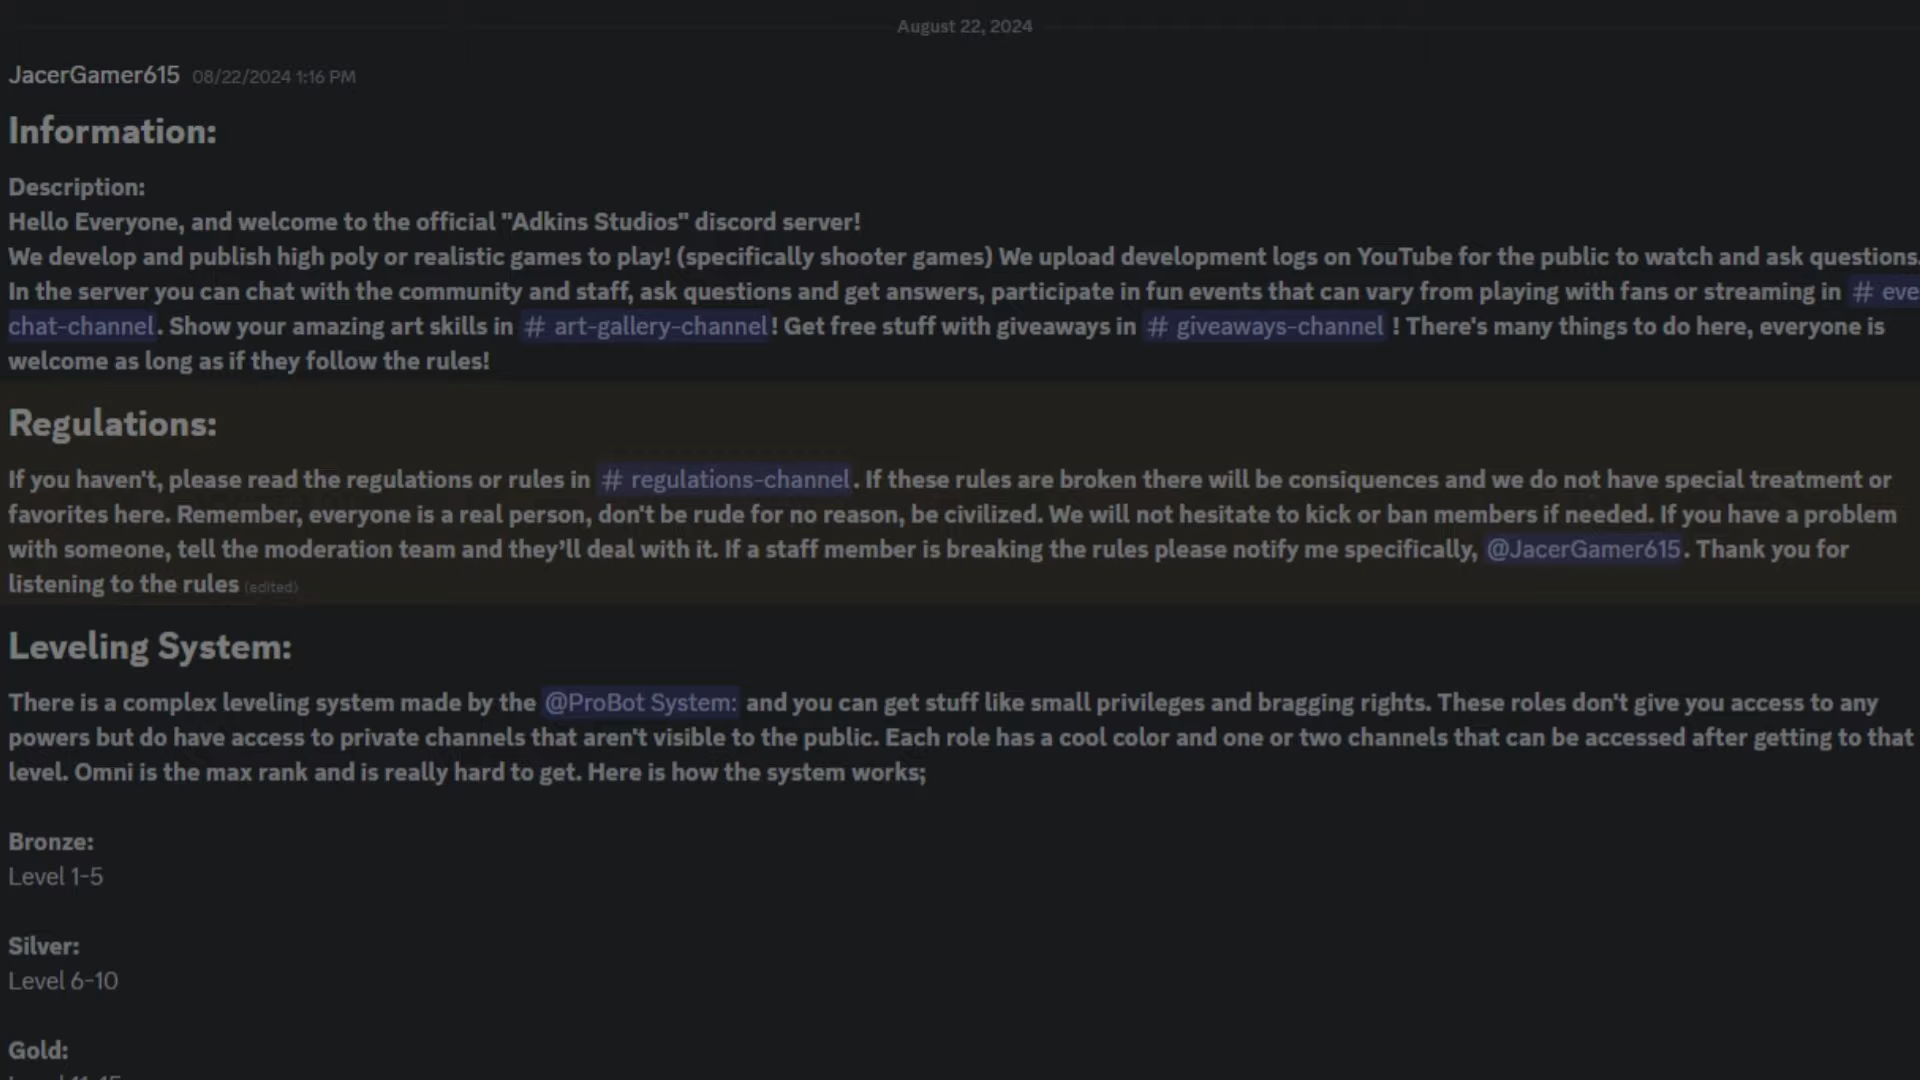 August 22, 2024
JacerGamer615 08/22/2024 1:16 PM
Information:
Description:
Hello Everyone, and welcome to the official "Adkins Studios" discord server!
We develop and publish high poly or realistic games to play! (specifically shooter games) We upload development logs on YouTube for the public to watch and ask questions.
In the server you can chat with the community and staff, ask questions and get answers, participate in fun events that can vary from playing with fans or streaming in # eve
chat-channel. Show your amazing art skills in # art-gallery-channel! Get free stuff with giveaways in # giveaways-channel ! There's many things to do here, everyone is
welcome as long as if they follow the rules!
Regulations:
If you haven't, please read the regulations or rules in # regulations-channel. If these rules are broken there will be consiquences and we do not have special treatment or
favorites here. Remember, everyone is a real person, don't be rude for no reason, be civilized. We will not hesitate to kick or ban members if needed. If you have a problem
with someone, tell the moderation team and they’ll deal with it. If a staff member is breaking the rules please notify me specifically, @JacerGamer615. Thank you for
listening to the rules (edited)
Leveling System:
There is a complex leveling system made by the @ProBot System: and you can get stuff like small privileges and bragging rights. These roles don't give you access to any
powers but do have access to private channels that aren't visible to the public. Each role has a cool color and one or two channels that can be accessed after getting to that
level. Omni is the max rank and is really hard to get. Here is how the system works;
Bronze:
Level 1-5
Silver:
Level 6-10
Gold: